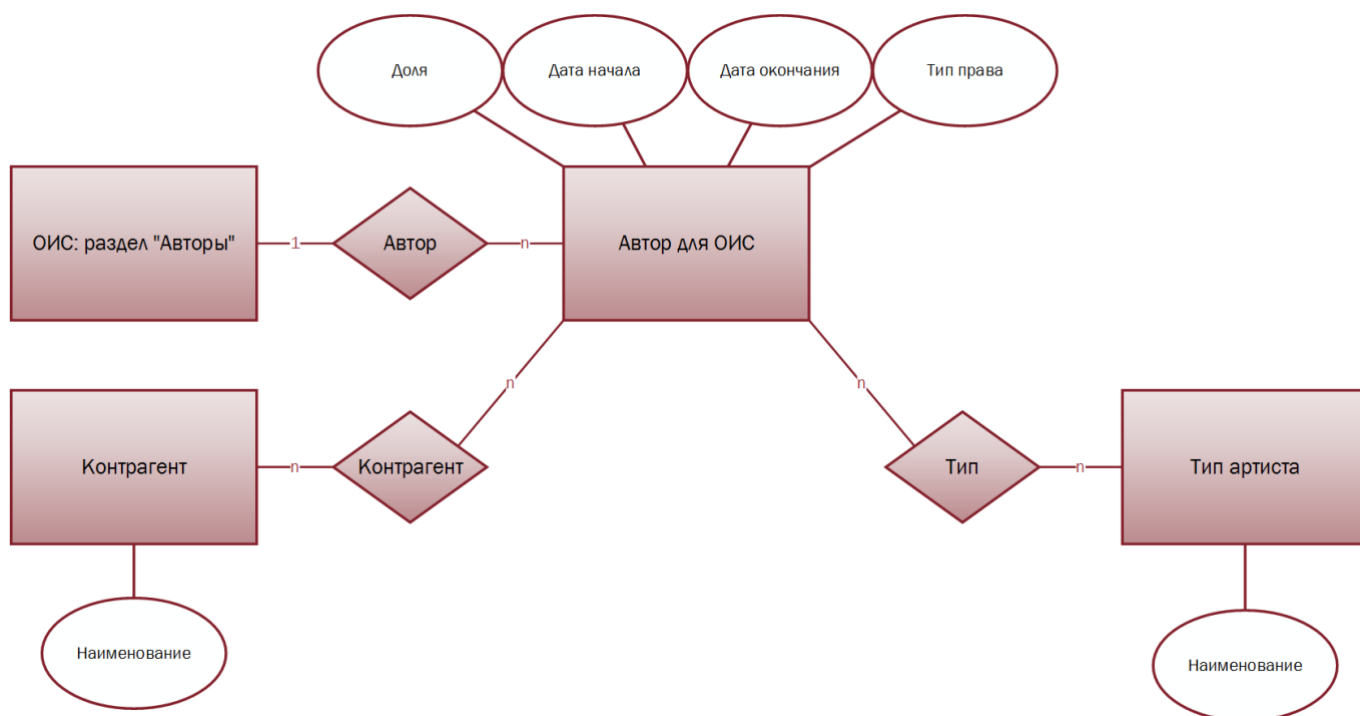 Доля
Дата начала
Дата окончания
Тип права
ОИС: раздел "Авторы"
1
Автор
n
Автор для ОИС
n
n
Контрагент
n
Контрагент
Тип
n
Тип артиста
Наименование
Наименование